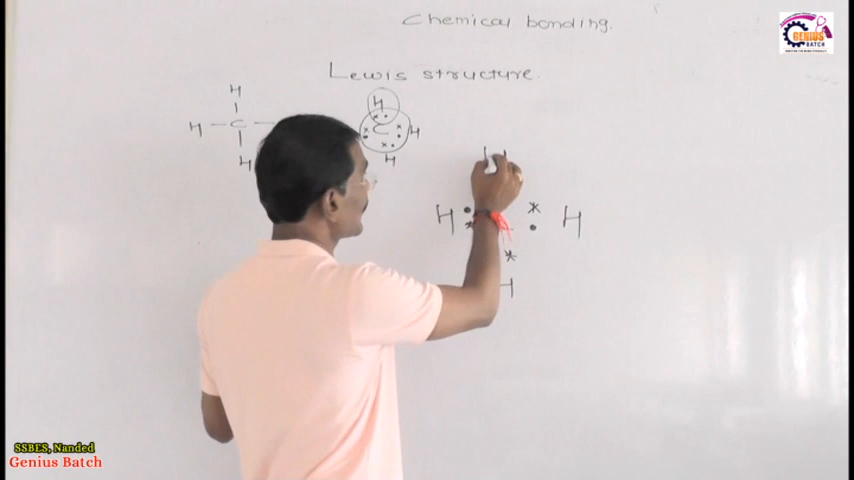 Chemical bonding.
GENIUS
BATCH
Lewis structure.
H
H
H - C -
C
H
H
H
H
H
H
H
H
SSBES, Nanded
Genius Batch